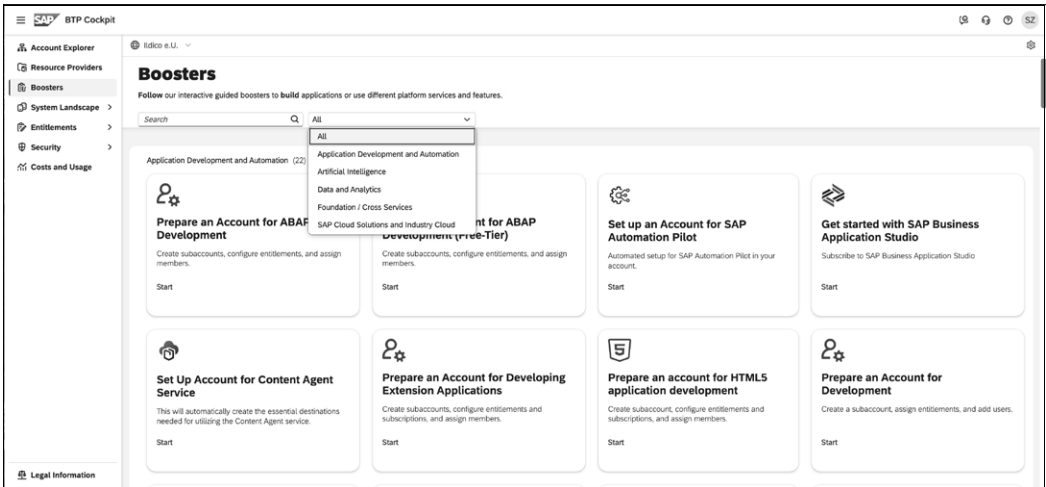 SAP BTP Cockpit
SZ
Account Explorer
Resource Providers
Boosters
System Landscape
Entitlements
Security
Costs and Usage
Legal Information
Ildico e.U.
Boosters
Follow our interactive guided boosters to build applications or use different platform services and features.
Search
All
All
Application Development and Automation
Artificial Intelligence
Data and Analytics
Foundation / Cross Services
SAP Cloud Solutions and Industry Cloud
Application Development and Automation (22)
Prepare an Account for ABAP
Development
Create subaccounts, configure entitlements, and assign
members.
Start
nt for ABAP
Development (Free-Tier)
Create subaccounts, configure entitlements, and assign
members.
Start
Set up an Account for SAP
Automation Pilot
Automated setup for SAP Automation Pilot in your
account.
Start
Get started with SAP Business
Application Studio
Subscribe to SAP Business Application Studio
Start
Set Up Account for Content Agent
Service
This will automatically create the essential destinations
needed for utilizing the Content Agent service.
Start
Prepare an Account for Developing
Extension Applications
Create subaccounts, configure entitlements and
subscriptions, and assign members.
Start
5
Prepare an account for HTML5
application development
Create subaccount, configure entitlements and
subscriptions, and assign members.
Start
Prepare an Account for
Development
Create a subaccount, assign entitlements, and add users.
Start